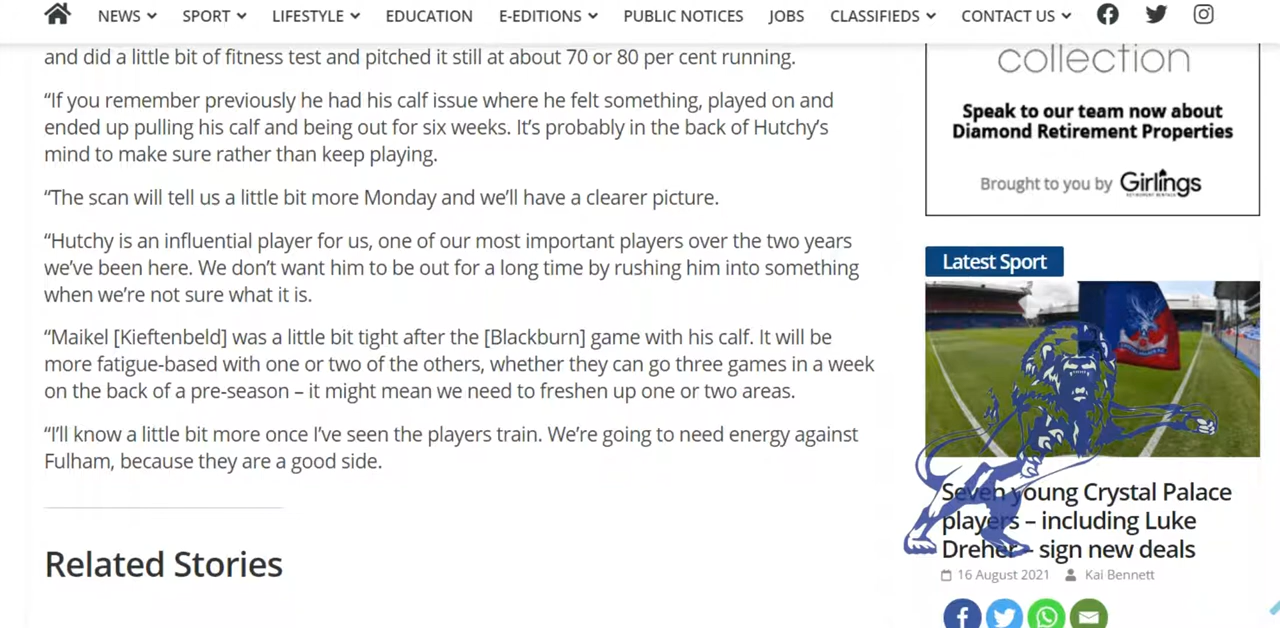 NEWS SPORT LIFESTYLE EDUCATION E-EDITIONS PUBLIC NOTICES JOBS CLASSIFIEDS CONTACT US
and did a little bit of fitness test and pitched it still at about 70 or 80 per cent running.
“If you remember previously he had his calf issue where he felt something, played on and
ended up pulling his calf and being out for six weeks. It’s probably in the back of Hutchy’s
mind to make sure rather than keep playing.
“The scan will tell us a little bit more Monday and we’ll have a clearer picture.
“Hutchy is an influential player for us, one of our most important players over the two years
we’ve been here. We don’t want him to be out for a long time by rushing him into something
when we’re not sure what it is.
“Maikel [Kieftenbeld] was a little bit tight after the [Blackburn] game with his calf. It will be
more fatigue-based with one or two of the others, whether they can go three games in a week
on the back of a pre-season – it might mean we need to freshen up one or two areas.
“I’ll know a little bit more once I’ve seen the players train. We’re going to need energy against
Fulham, because they are a good side.
Related Stories
collection
Speak to our team now about
Diamond Retirement Properties
Brought to you by Girlings
Latest Sport
Seven young Crystal Palace
players – including Luke
Dreher – sign new deals
16 August 2021 Kai Bennett